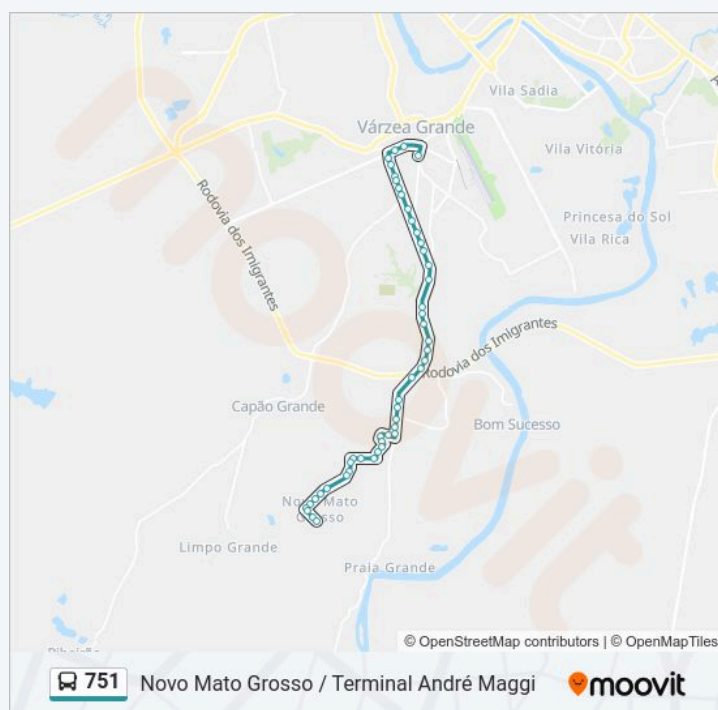 Vila Sadia
Várzea Grande
Vila Vitória
Rodovia dos Imigrantes
Princesa do Sol
Vila Rica
Rodovia dos Imigrantes
Capão Grande
Bom Sucesso
Novo Mato
Grosso
Limpo Grande
Praia Grande
moovit
© OpenStreetMap contributors | © OpenMapTiles
751 Novo Mato Grosso / Terminal André Maggi moovit